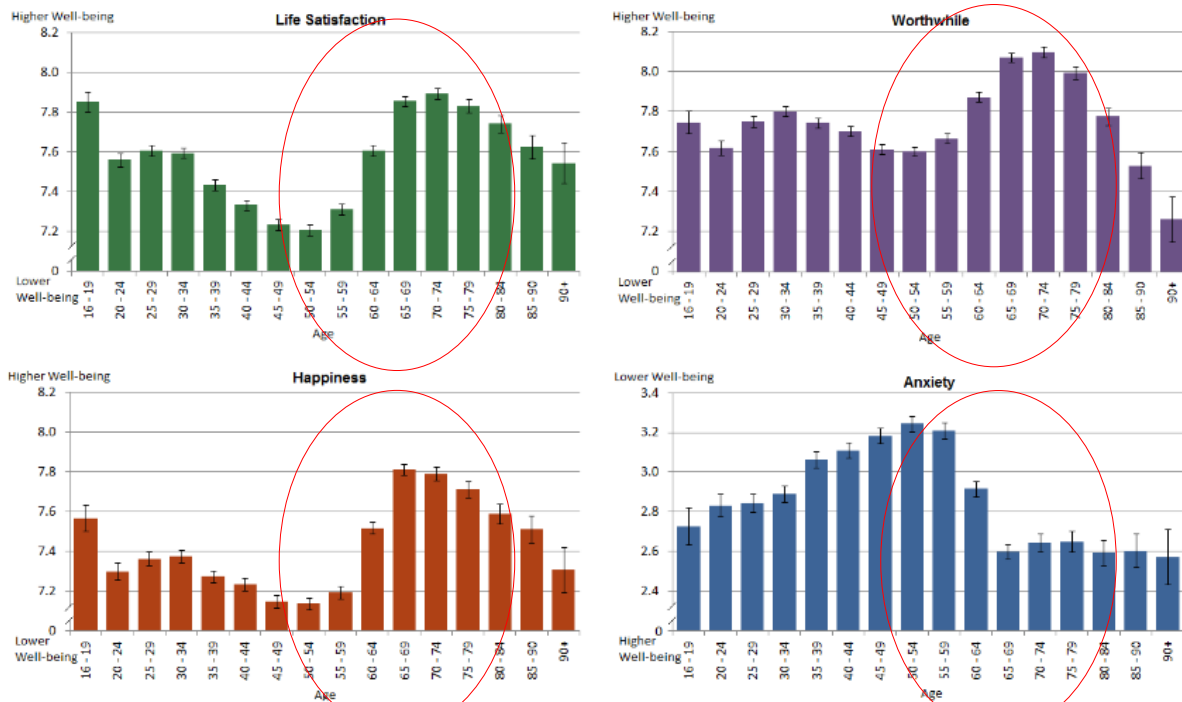 Higher Well-being
Life Satisfaction
8.2
8.0
7.8
7.6
7.4
7.2
0
Lower
Well-being
16 - 19
20 - 24
25 - 29
30 - 34
35 - 39
40 - 44
45 - 49
50 - 54
55 - 59
60 - 64
65 - 69
70 - 74
75 - 79
80 - 84
85 - 90
90+
Age
Higher Well-being
Worthwhile
8.2
8.0
7.8
7.6
7.4
7.2
0
Lower
Well-being
16 - 19
20 - 24
25 - 29
30 - 34
35 - 39
40 - 44
45 - 49
50 - 54
55 - 59
60 - 64
65 - 69
70 - 74
75 - 79
80 - 84
85 - 90
90+
Age
Higher Well-being
Happiness
8.2
8.0
7.8
7.6
7.4
7.2
0
Lower
Well-being
16 - 19
20 - 24
25 - 29
30 - 34
35 - 39
40 - 44
45 - 49
50 - 54
55 - 59
60 - 64
65 - 69
70 - 74
75 - 79
80 - 84
85 - 90
90+
Age
Lower Well-being
Anxiety
3.4
3.2
3.0
2.8
2.6
2.4
0
Higher
Well-being
16 - 19
20 - 24
25 - 29
30 - 34
35 - 39
40 - 44
45 - 49
50 - 54
55 - 59
60 - 64
65 - 69
70 - 74
75 - 79
80 - 84
85 - 90
90+
Age